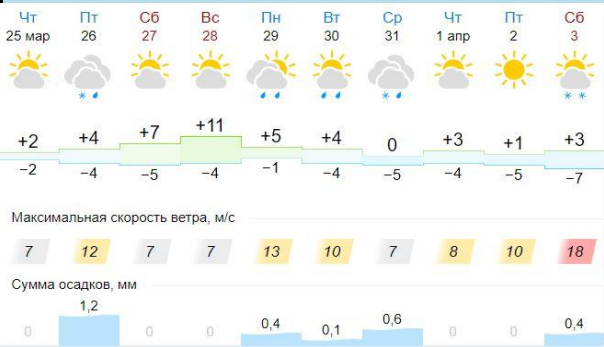 Чт Пт Сб Вс Пн Вт Ср Чт Пт Сб
25 мар 26 27 28 29 30 31 1 апр 2 3
+2 +4 +7 +11 +5 +4 0 +3 +1 +3
−2 −4 −5 −4 −1 −4 −5 −4 −5 −7
Максимальная скорость ветра, м/с
7 12 7 7 13 10 7 8 10 18
Сумма осадков, мм
0 1,2 0 0 0,4 0,1 0,6 0 0 0,4